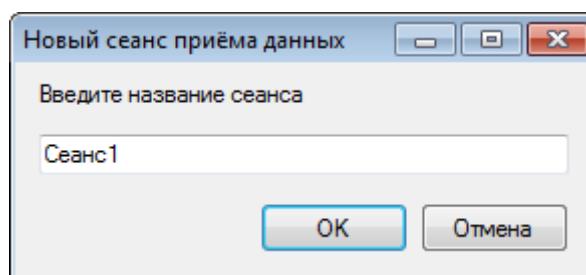 Новый сеанс приёма данных
Введите название сеанса
Сеанс1
OK
Отмена